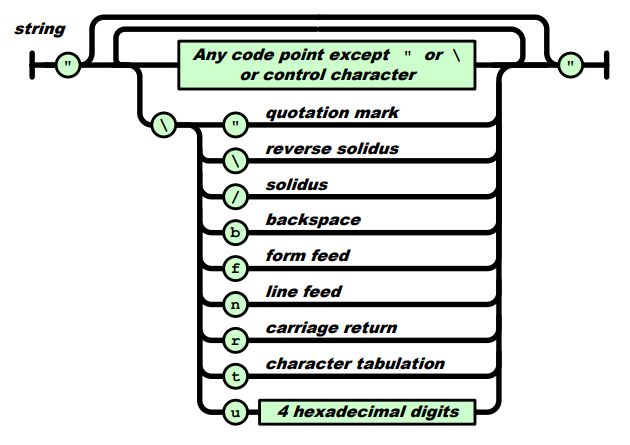 string
" Any code point except " or \ "
or control character
\ " quotation mark
\ reverse solidus
/ solidus
b backspace
f form feed
n line feed
r carriage return
t character tabulation
u 4 hexadecimal digits